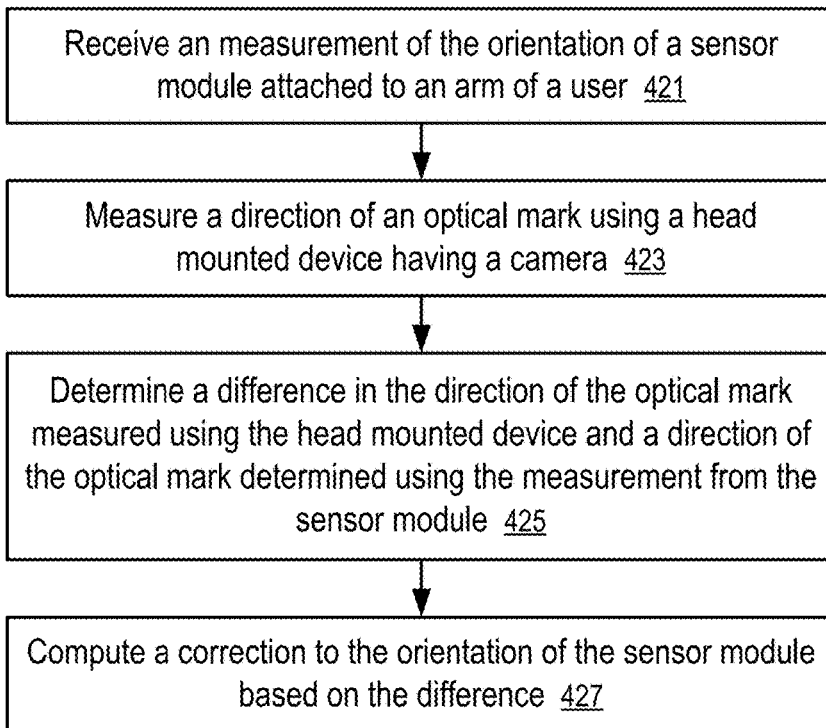 Receive an measurement of the orientation of a sensor
module attached to an arm of a user 421
Measure a direction of an optical mark using a head
mounted device having a camera 423
Determine a difference in the direction of the optical mark
measured using the head mounted device and a direction of
the optical mark determined using the measurement from the
sensor module 425
Compute a correction to the orientation of the sensor module
based on the difference 427